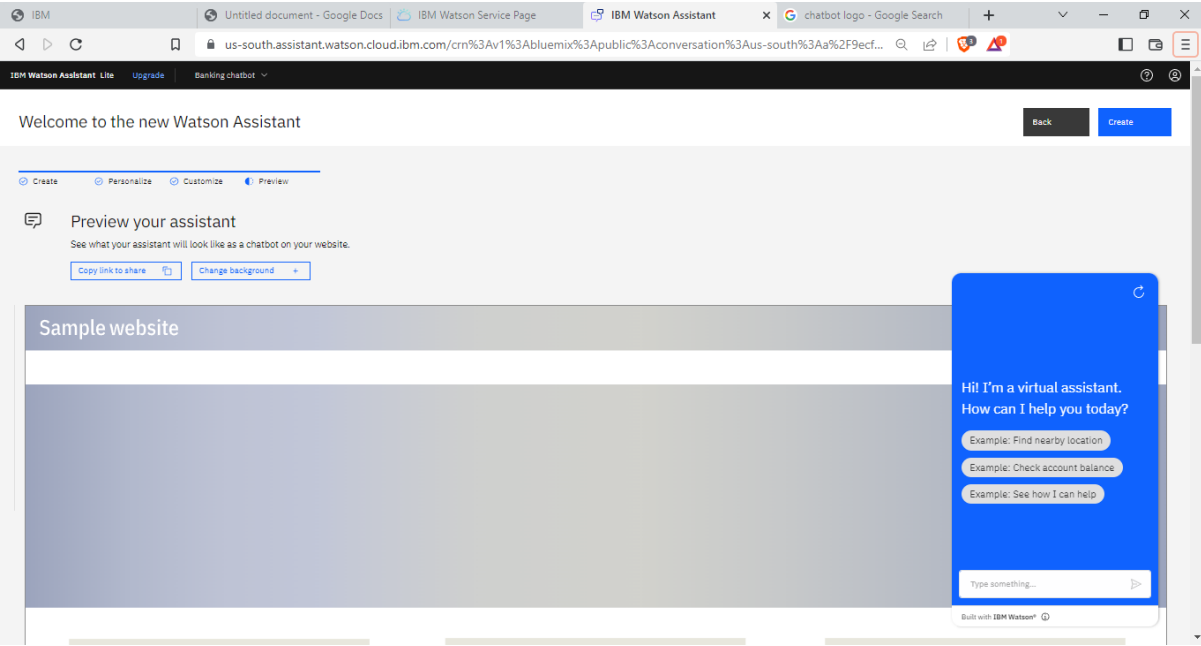 IBM
Untitled document - Google Docs
IBM Watson Service Page
IBM Watson Assistant
chatbot logo - Google Search
us-south.assistant.watson.cloud.ibm.com/crn%3Av1%3Abluemix%3Apublic%3Aconversation%3Aus-south%3Aa%2F9ecf...
3
IBM Watson Assistant Lite Upgrade Banking chatbot
Welcome to the new Watson Assistant
Back
Create
Create
Personalize
Customize
Preview
Preview your assistant
See what your assistant will look like as a chatbot on your website.
Copy link to share
Change background +
Sample website
Hi! I'm a virtual assistant.
How can I help you today?
Example: Find nearby location
Example: Check account balance
Example: See how I can help
Type something...
Built with IBM Watson®